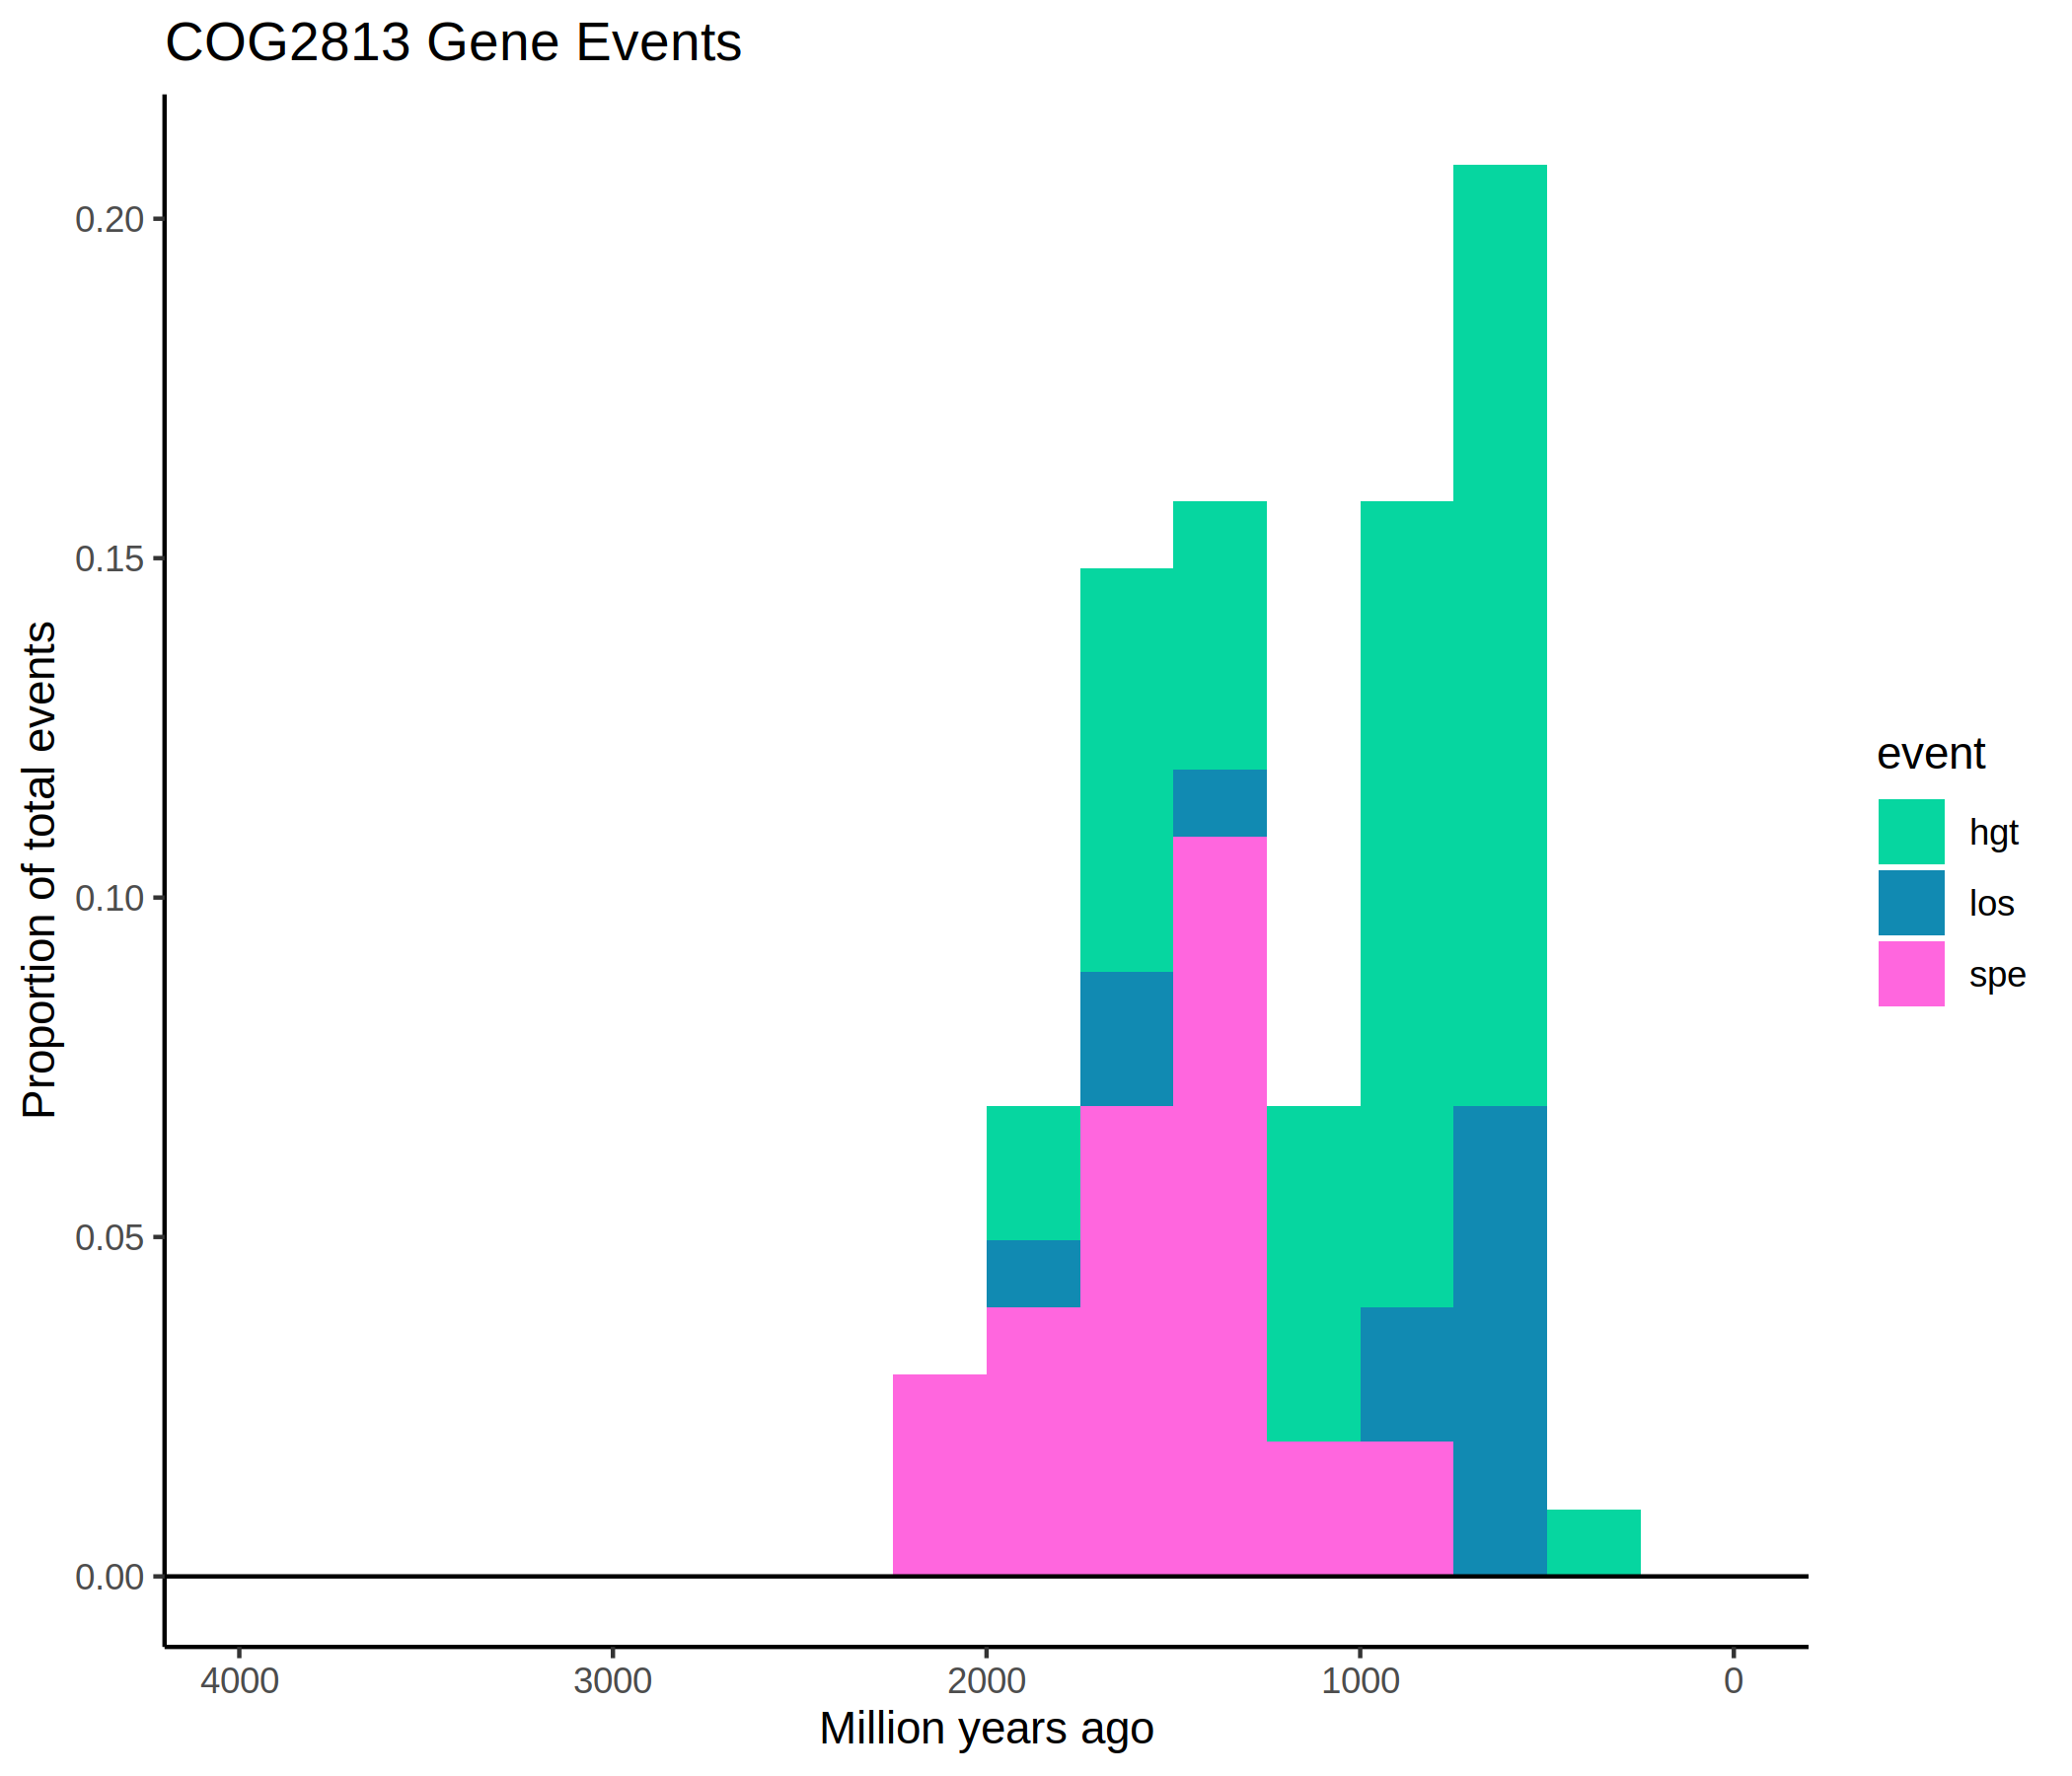 COG2813 Gene Events
Proportion of total events
0.20
0.15
0.10
0.05
0.00
4000 3000 2000 1000 0
Million years ago
event
hgt
los
spe